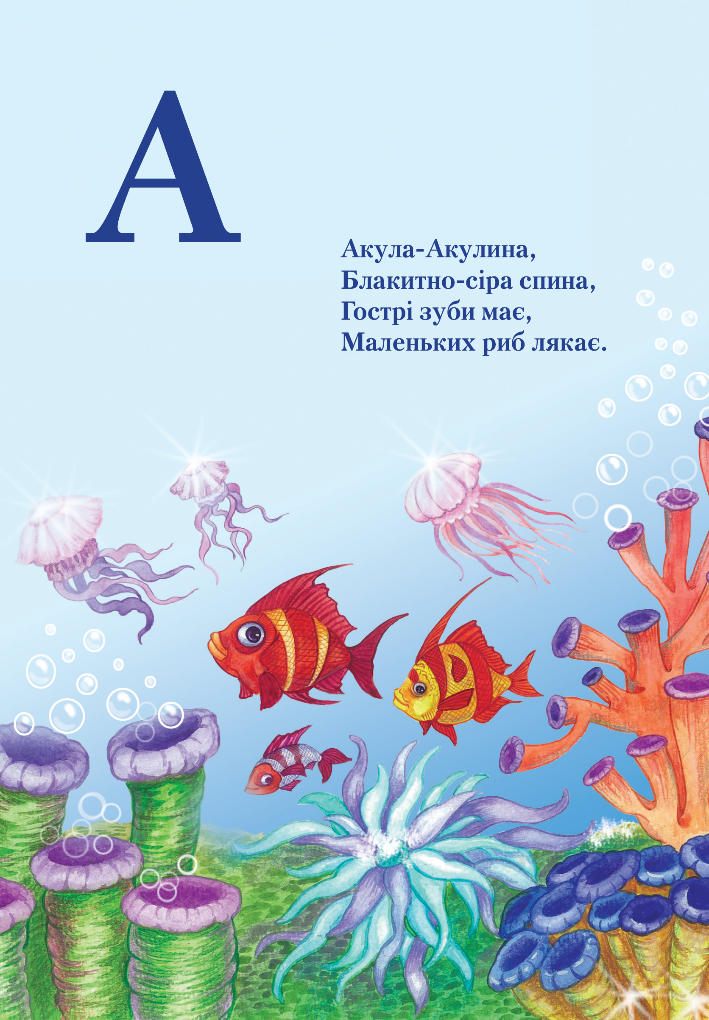 А
Акула-Акулина,
Блакитно-сіра спина,
Гострі зуби має,
Маленьких риб лякає.